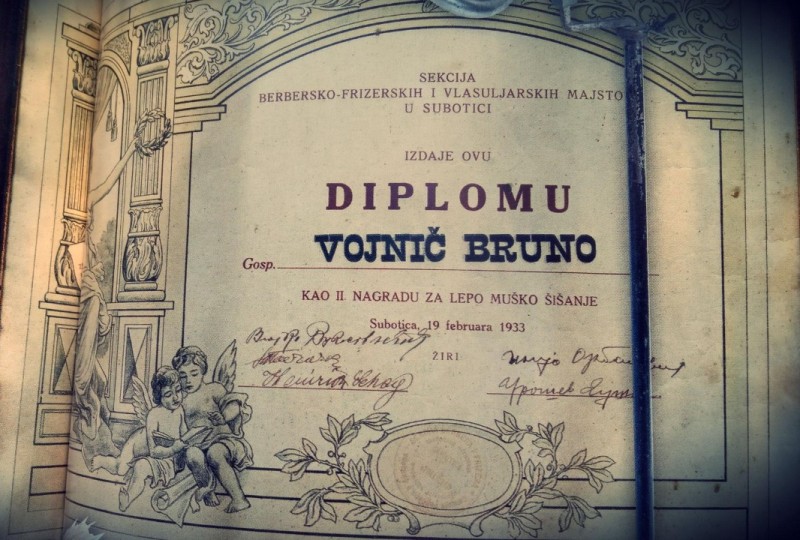 SEKCIJA
BERBERSKO-FRIZERSKIH I VLASULJARSKIH MAJSTO
U SUBOTICI
IZDAJE OVU
DIPLOMU
Gosp. VOJNIČ BRUNO
KAO II. NAGRADU ZA LEPO MUŠKO ŠIŠANJE
Subotica, 19 februara 1933
ŽIRI